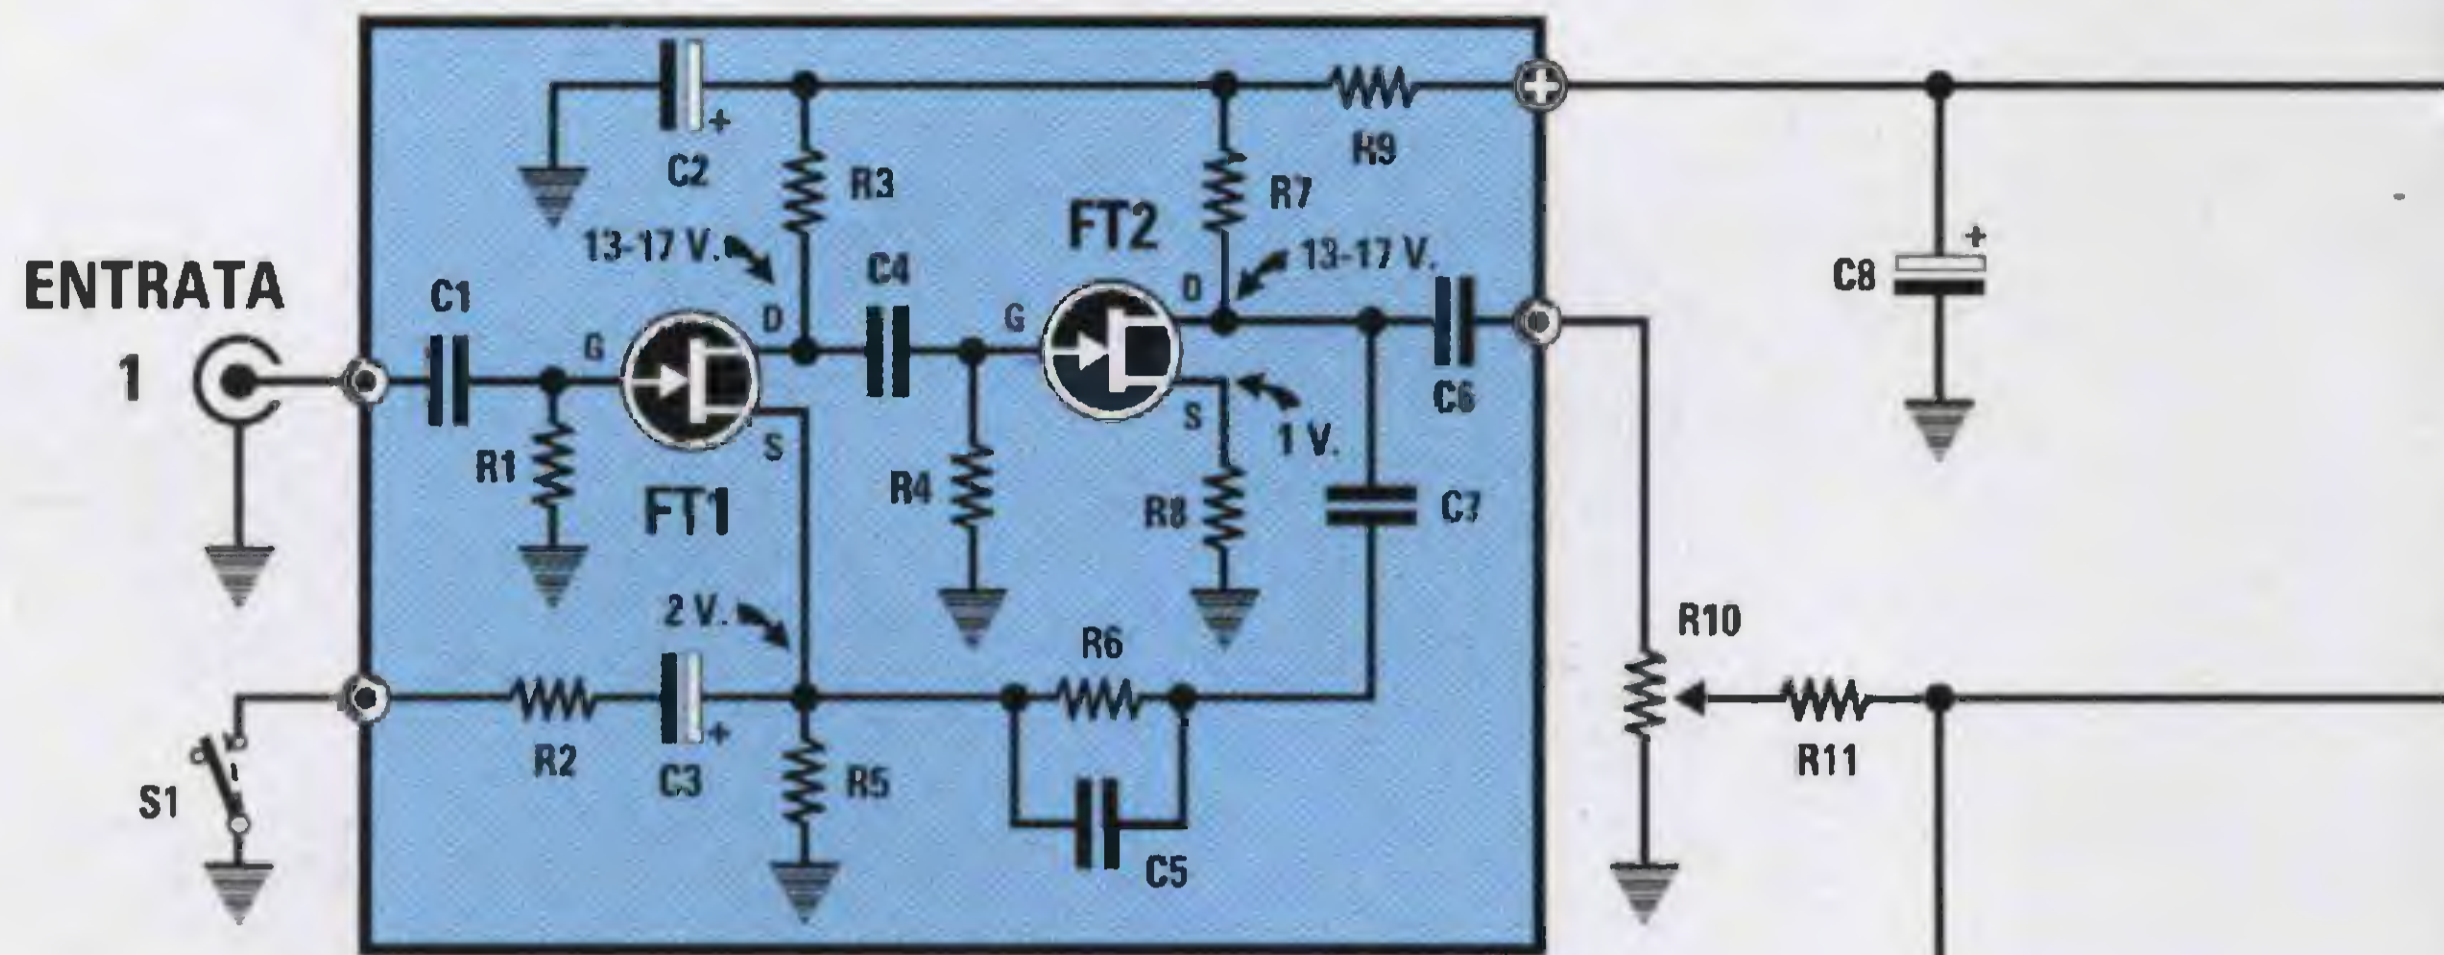 C2
+
R9
R3
R7
FT2
13-17 V.
13-17 V.
+
C8
ENTRATA
1
C1
C4
D
D
G
G
C6
S
S
1 V.
R1
FT1
R4
R8
C7
2 V.
R6
R10
R2
+
C3
R5
R11
S1
C5